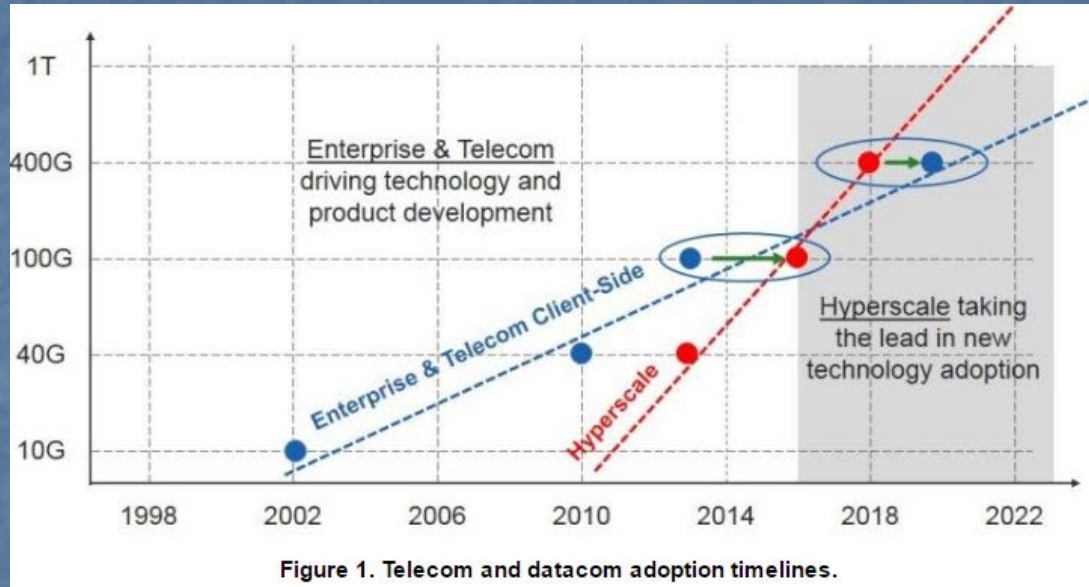 1T
400G
100G
40G
10G
Enterprise & Telecom
driving technology and
product development
Enterprise & Telecom Client-Side
Hyperscale
Hyperscale taking
the lead in new
technology adoption
1998 2002 2006 2010 2014 2018 2022
Figure 1. Telecom and datacom adoption timelines.